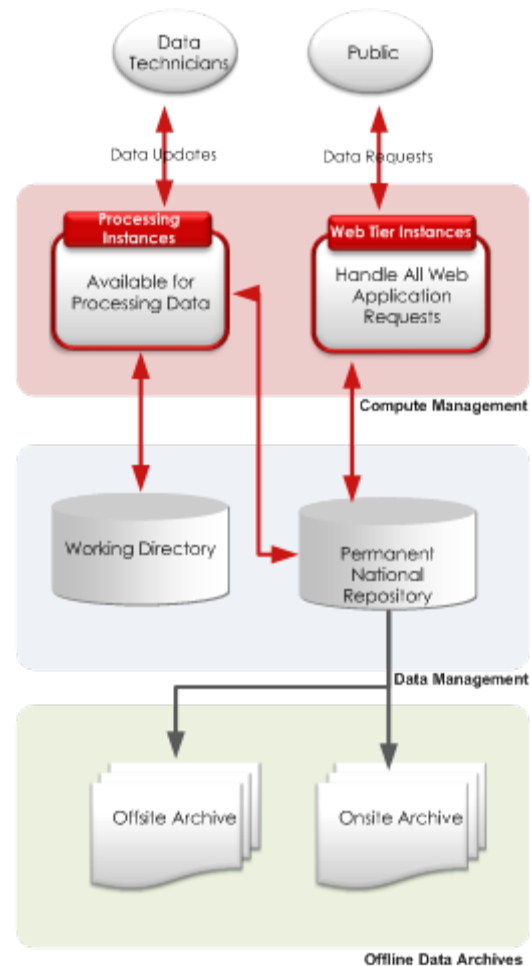 Data
Technicians
Public
Data Updates
Data Requests
Processing
Instances
Available for
Processing Data
Web Tier Instances
Handle All Web
Application
Requests
Compute Management
Working Directory
Permanent
National
Repository
Data Management
Offsite Archive
Onsite Archive
Offline Data Archives